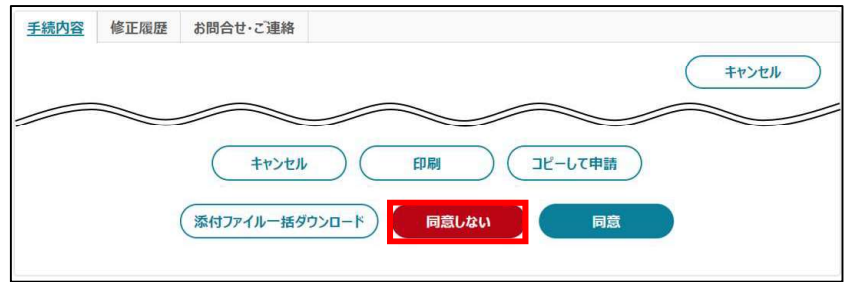 手続内容 修正履歴 お問合せ・ご連絡
キャンセル
キャンセル 印刷 コピーして申請
添付ファイル一括ダウンロード 同意しない 同意